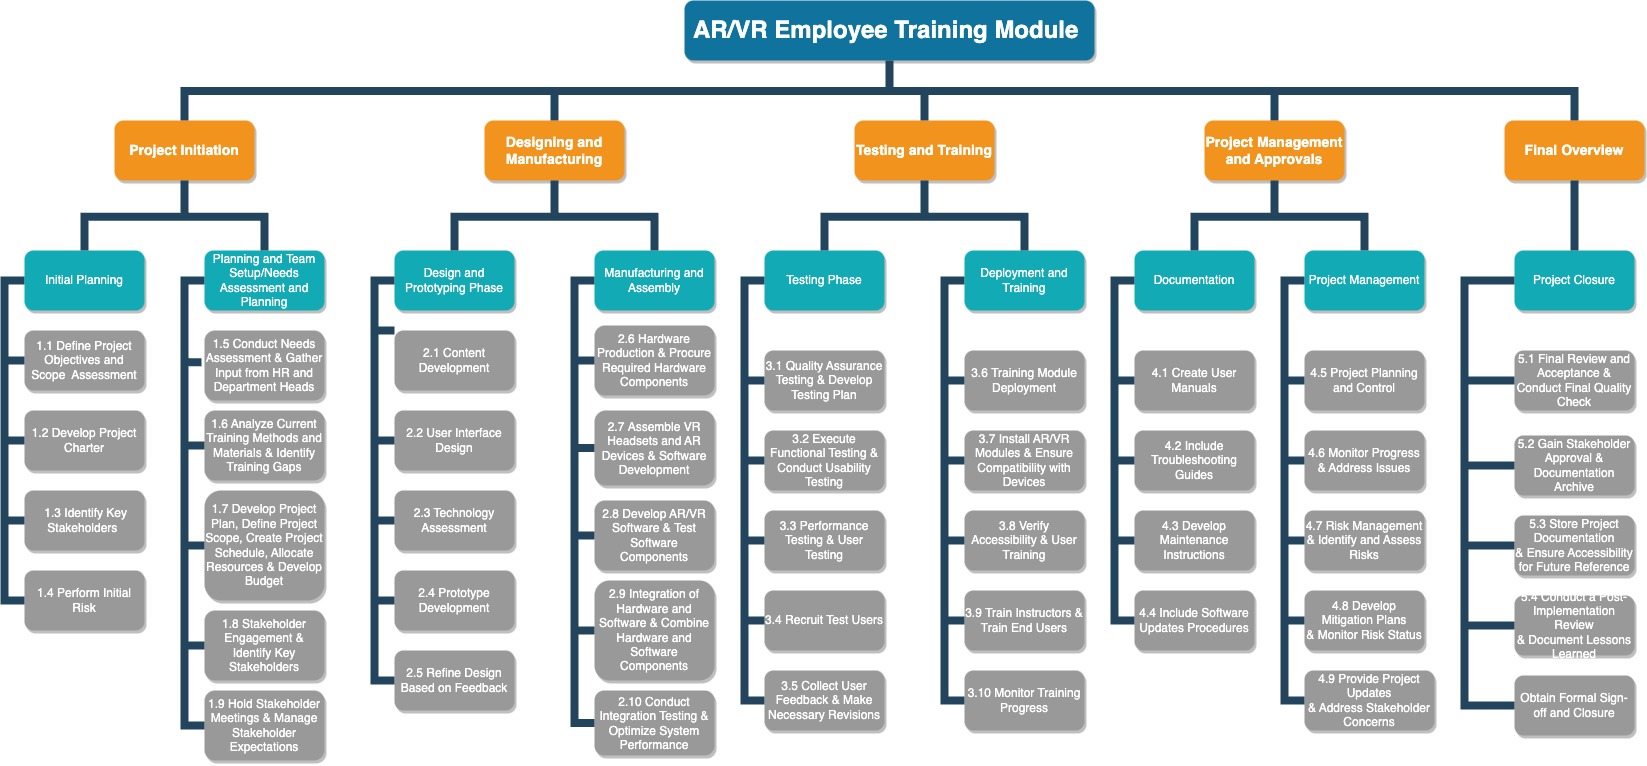 AR/VR Employee Training Module
Project Initiation
Designing and
Manufacturing
Testing and Training
Project Management
and Approvals
Final Overview
Initial Planning
1.1 Define Project
Objectives and
Scope Assessment
1.2 Develop Project
Charter
1.3 Identify Key
Stakeholders
1.4 Perform Initial
Risk
Planning and Team
Setup/Needs
Assessment and
Planning
1.5 Conduct Needs
Assessment & Gather
Input from HR and
Department Heads
1.6 Analyze Current
Training Methods and
Materials & Identify
Training Gaps
1.7 Develop Project
Plan, Define Project
Scope, Create Project
Schedule, Allocate
Resources & Develop
Budget
1.8 Stakeholder
Engagement &
Identify Key
Stakeholders
1.9 Hold Stakeholder
Meetings & Manage
Stakeholder
Expectations
Design and
Prototyping Phase
2.1 Content
Development
2.2 User Interface
Design
2.3 Technology
Assessment
2.4 Prototype
Development
2.5 Refine Design
Based on Feedback
Manufacturing and
Assembly
2.6 Hardware
Production & Procure
Required Hardware
Components
2.7 Assemble VR
Headsets and AR
Devices & Software
Development
2.8 Develop AR/VR
Software & Test
Software
Components
2.9 Integration of
Hardware and
Software & Combine
Hardware and
Software
Components
2.10 Conduct
Integration Testing &
Optimize System
Performance
Testing Phase
3.1 Quality Assurance
Testing & Develop
Testing Plan
3.2 Execute
Functional Testing &
Conduct Usability
Testing
3.3 Performance
Testing & User
Testing
3.4 Recruit Test Users
3.5 Collect User
Feedback & Make
Necessary Revisions
Deployment and
Training
3.6 Training Module
Deployment
3.7 Install AR/VR
Modules & Ensure
Compatibility with
Devices
3.8 Verify
Accessibility & User
Training
3.9 Train Instructors &
Train End Users
3.10 Monitor Training
Progress
Documentation
4.1 Create User
Manuals
4.2 Include
Troubleshooting
Guides
4.3 Develop
Maintenance
Instructions
4.4 Include Software
Updates Procedures
Project Management
4.5 Project Planning
and Control
4.6 Monitor Progress
& Address Issues
4.7 Risk Management
& Identify and Assess
Risks
4.8 Develop
Mitigation Plans
& Monitor Risk Status
4.9 Provide Project
Updates
& Address Stakeholder
Concerns
Project Closure
5.1 Final Review and
Acceptance &
Conduct Final Quality
Check
5.2 Gain Stakeholder
Approval &
Documentation
Archive
5.3 Store Project
Documentation
& Ensure Accessibility
for Future Reference
5.4 Conduct a Post-
Implementation
Review
& Document Lessons
Learned
Obtain Formal Sign-
off and Closure